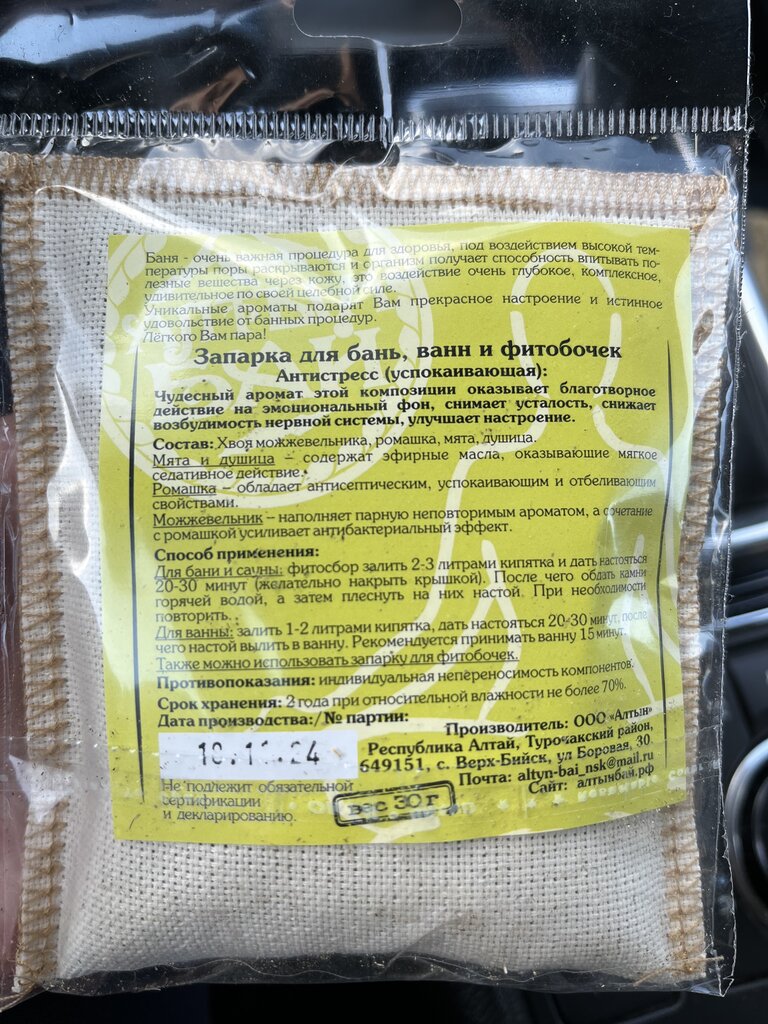 Баня - очень важная процедура для здоровья, под воздействием высокой тем-
пературы поры раскрываются и организм получает способность впитывать по-
лезные вещества через кожу, это воздействие очень глубокое, комплексное,
удивительное по своей целебной силе.
Уникальные ароматы подарят Вам прекрасное настроение и истинное
удовольствие от банных процедур.
Лёгкого Вам пара!
Запарка для бань, ванн и фитобочек
Антистресс (успокаивающая):
Чудесный аромат этой композиции оказывает благотворное
действие на эмоциональный фон, снимает усталость, снижает
возбудимость нервной системы, улучшает настроение.
Состав: Хвоя можжевельника, ромашка, мята, душица.
Мята и душица – содержат эфирные масла, оказывающие мягкое
седативное действие.
Ромашка – обладает антисептическим, успокаивающим и отбеливающим
свойствами.
Можжевельник – наполняет парную неповторимым ароматом, а сочетание
с ромашкой усиливает антибактериальный эффект.
Способ применения:
Для бани и сауны: фитосбор залить 2-3 литрами кипятка и дать настояться
20-30 минут (желательно накрыть крышкой). После чего обдать камни
горячей водой, а затем плеснуть на них настой. При необходимости
повторить.
Для ванны: залить 1-2 литрами кипятка, дать настояться 20-30 минут, после
чего настой вылить в ванну. Рекомендуется принимать ванну 15 минут.
Также можно использовать запарку для фитобочек.
Противопоказания: индивидуальная непереносимость компонентов.
Срок хранения: 2 года при относительной влажности не более 70%.
Дата производства:/№ партии:
10.11.24
Не подлежит обязательной
сертификации
и декларированию.
вес 30 г
Производитель: ООО «Алтын»
Республика Алтай, Турочакский район,
649151, с. Верх-Бийск, ул Боровая, 30
Почта: altyn-bai_nsk@mail.ru
Сайт: алтынбай.рф